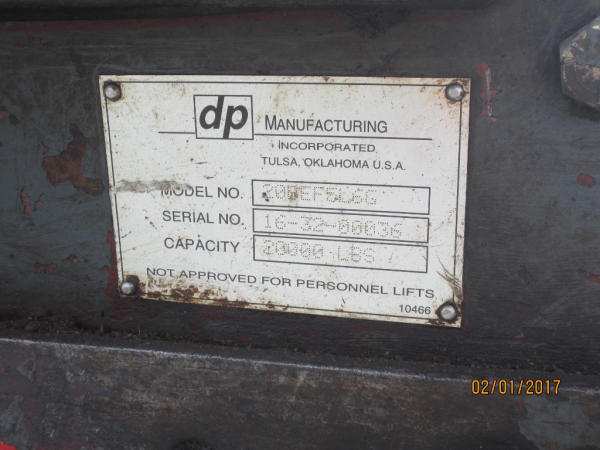 dp MANUFACTURING
INCORPORATED
TULSA, OKLAHOMA U.S.A.
MODEL NO.
SERIAL NO. 16-32-00036
CAPACITY 20000 LBS
NOT APPROVED FOR PERSONNEL LIFTS
10466
02/01/2017